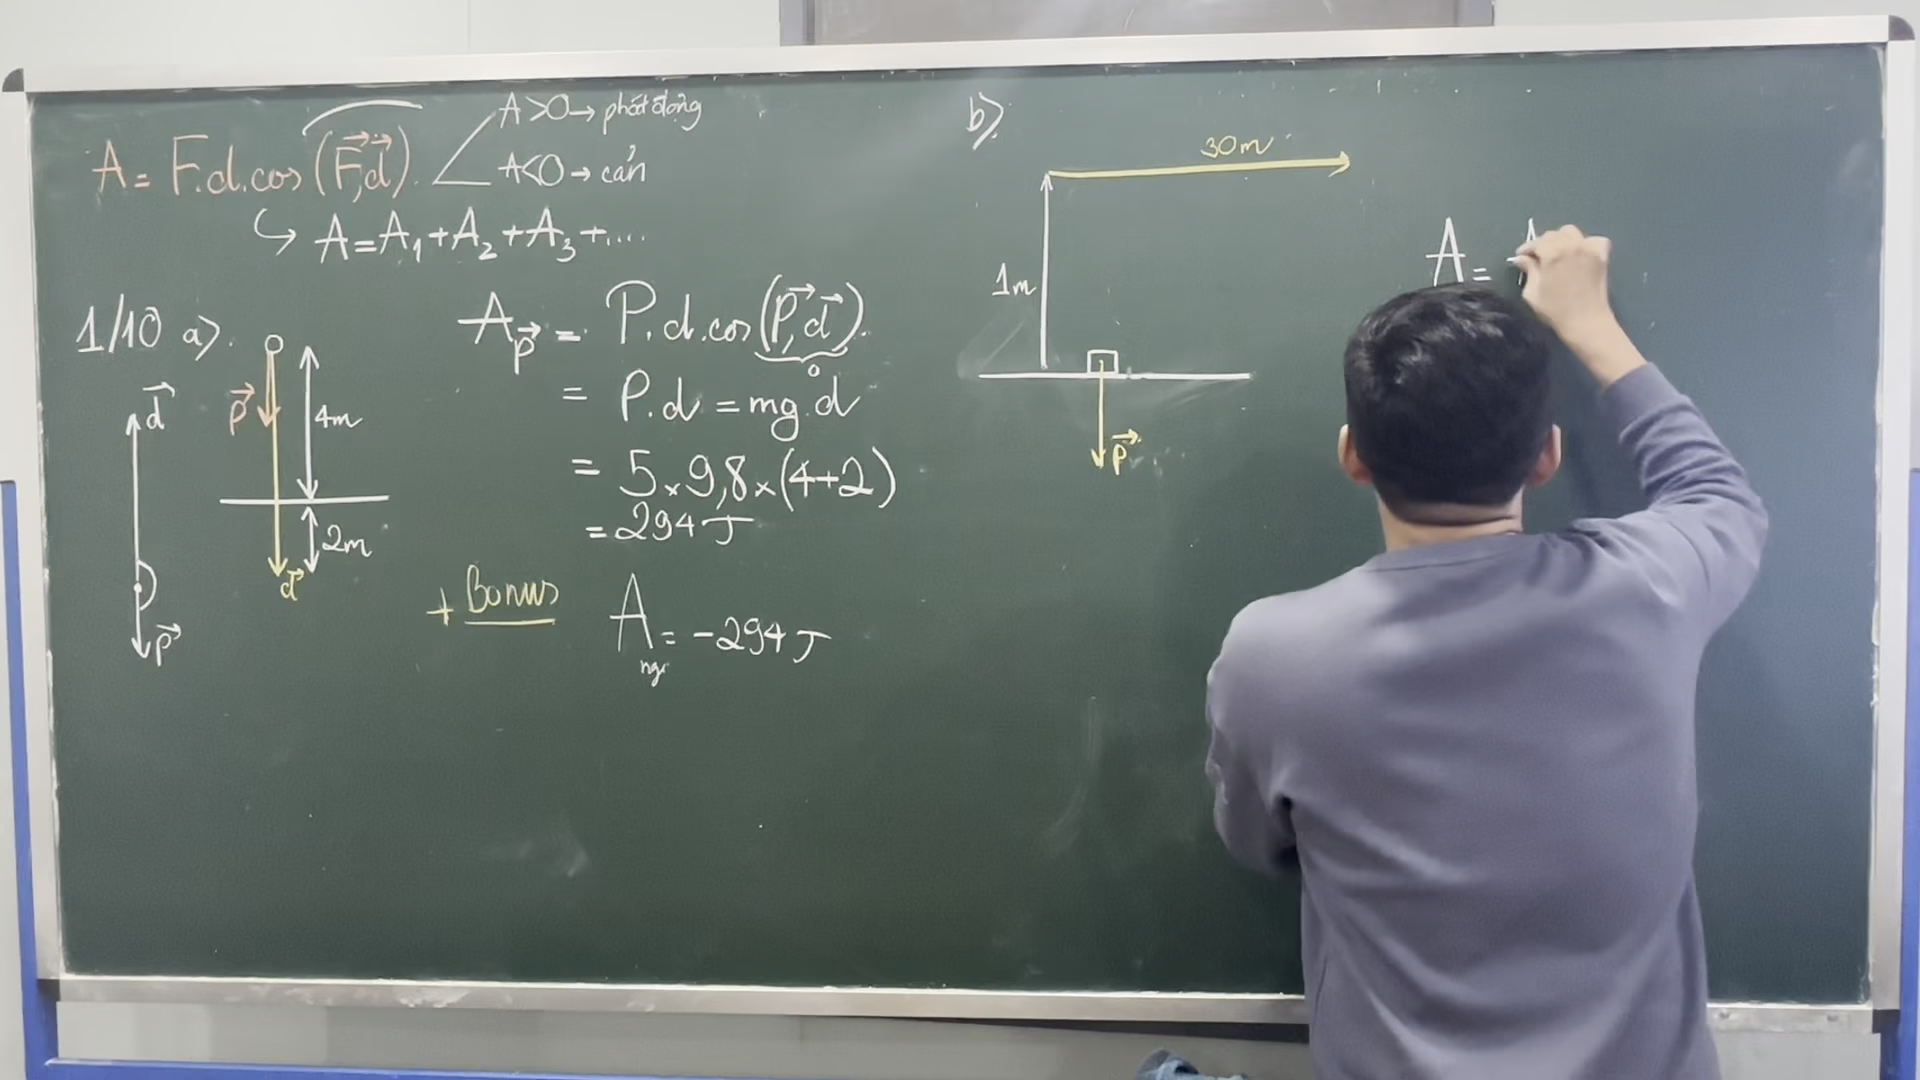 A = F.d.cos(F⃗,d⃗)
A>0 → phát động
A<0 → cản
↪ A = A₁ + A₂ + A₃ + ....
1/10 a).
P⃗
4m
2m
d⃗
d⃗
P⃗
A_P⃗ = P.d.cos(P⃗,d⃗)
0
= P.d = mg.d
= 5 × 9,8 × (4+2)
= 294 J
+ Bonus
A = -294 J
b).
30m
1m
P⃗
A =